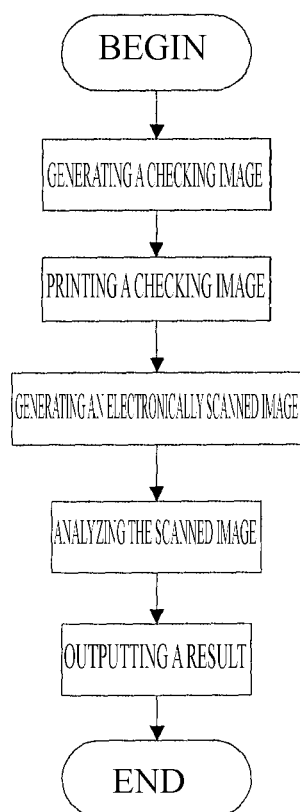 BEGIN
GENERATING A CHECKING IMAGE
PRINTING A CHECKING IMAGE
GENERATING AN ELECTRONICALLY SCANNED IMAGE
ANALYZING THE SCANNED IMAGE
OUTPUTTING A RESULT
END